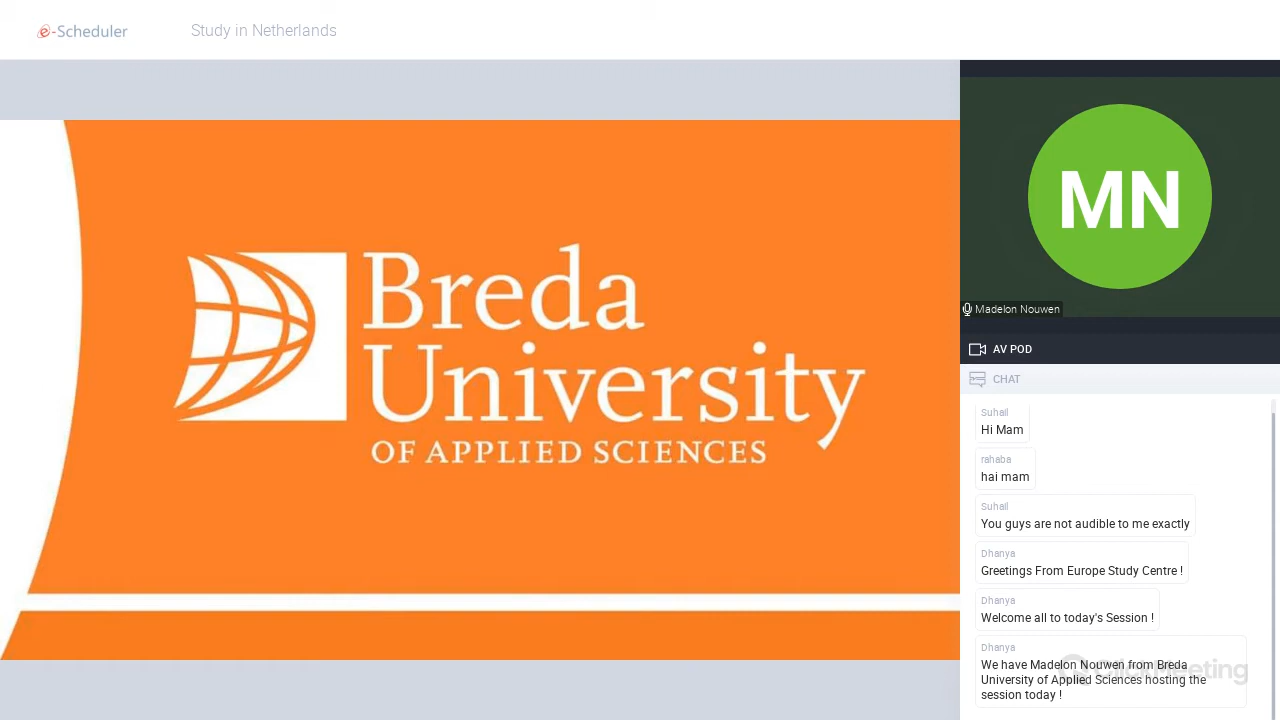 e-Scheduler
Study in Netherlands
Breda
University
OF APPLIED SCIENCES
MN
Madelon Nouwen
AV POD
CHAT
Suhail
Hi Mam
rahaba
hai mam
Suhail
You guys are not audible to me exactly
Dhanya
Greetings From Europe Study Centre !
Dhanya
Welcome all to today's Session !
Dhanya
We have Madelon Nouwen from Breda
University of Applied Sciences hosting the
session today !
ClickMeeting